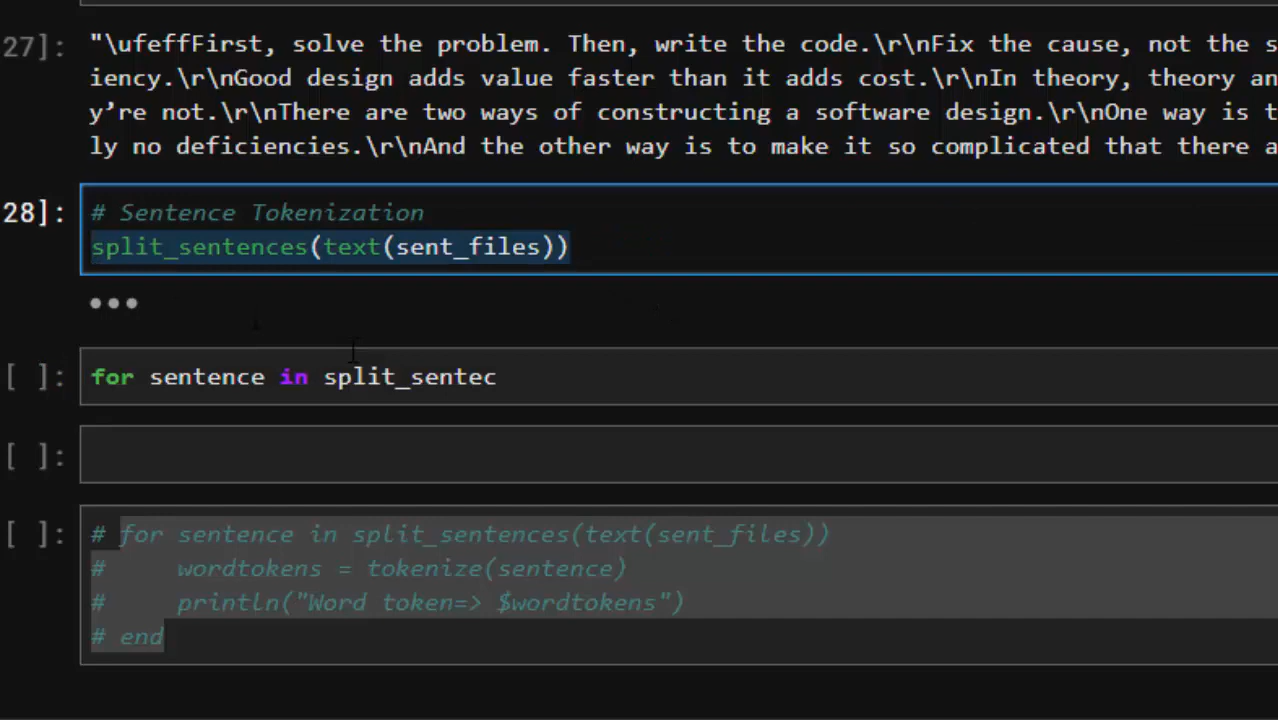 27]: "\ufeffFirst, solve the problem. Then, write the code.\r\nFix the cause, not the s
iency.\r\nGood design adds value faster than it adds cost.\r\nIn theory, theory an
y’re not.\r\nThere are two ways of constructing a software design.\r\nOne way is t
ly no deficiencies.\r\nAnd the other way is to make it so complicated that there a
28]: # Sentence Tokenization
split_sentences(text(sent_files))
[ ]: for sentence in split_sentec
[ ]:
[ ]: # for sentence in split_sentences(text(sent_files))
#     wordtokens = tokenize(sentence)
#     println("Word token=> $wordtokens")
# end